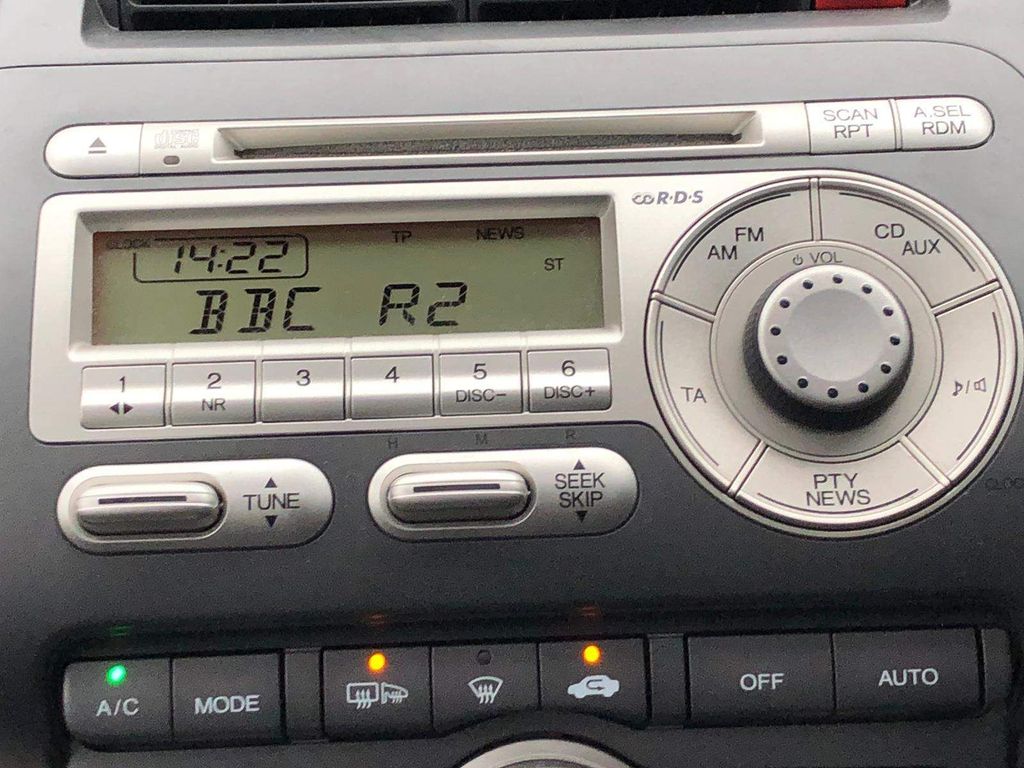 SCAN
RPT
A.SEL
RDM
R·D·S
CLOCK
14:22
TP
NEWS
ST
BBC R2
FM
AM
CD
AUX
VOL
TA
PTY
NEWS
1
2
NR
3
4
5
DISC-
6
DISC+
H
M
R
TUNE
SEEK
SKIP
CLOC
A/C
MODE
OFF
AUTO